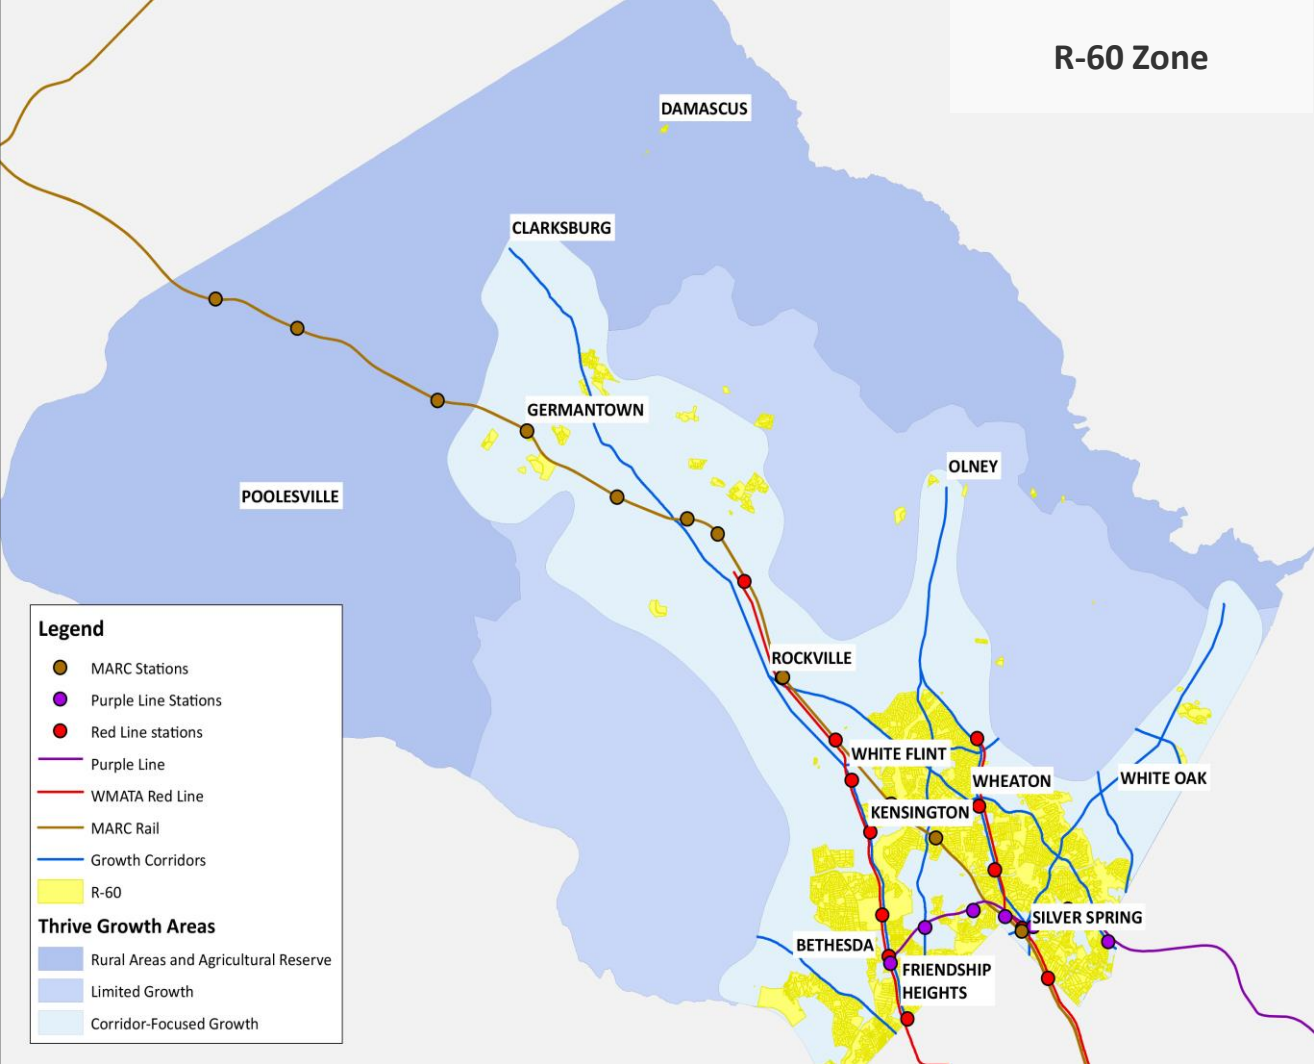 R-60 Zone
DAMASCUS
CLARKSBURG
GERMANTOWN
OLNEY
POOLESVILLE
ROCKVILLE
WHITE FLINT
WHEATON
WHITE OAK
KENSINGTON
SILVER SPRING
BETHESDA
FRIENDSHIP
HEIGHTS
Legend
MARC Stations
Purple Line Stations
Red Line stations
Purple Line
WMATA Red Line
MARC Rail
Growth Corridors
R-60
Thrive Growth Areas
Rural Areas and Agricultural Reserve
Limited Growth
Corridor-Focused Growth